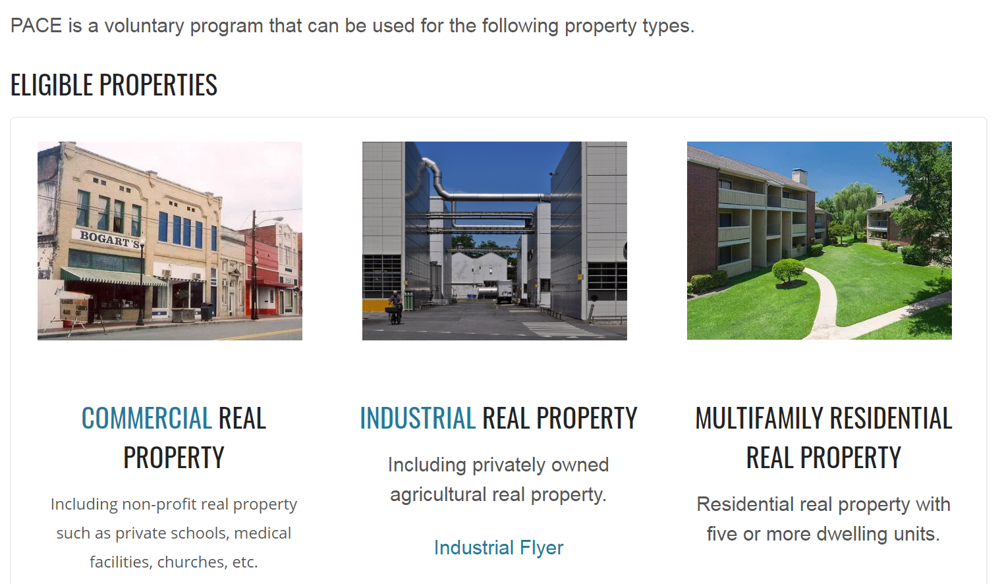 PACE is a voluntary program that can be used for the following property types.
ELIGIBLE PROPERTIES
BOGART'S
COMMERCIAL REAL
PROPERTY
Including non-profit real property
such as private schools, medical
facilities, churches, etc.
INDUSTRIAL REAL PROPERTY
Including privately owned
agricultural real property.
Industrial Flyer
MULTIFAMILY RESIDENTIAL
REAL PROPERTY
Residential real property with
five or more dwelling units.